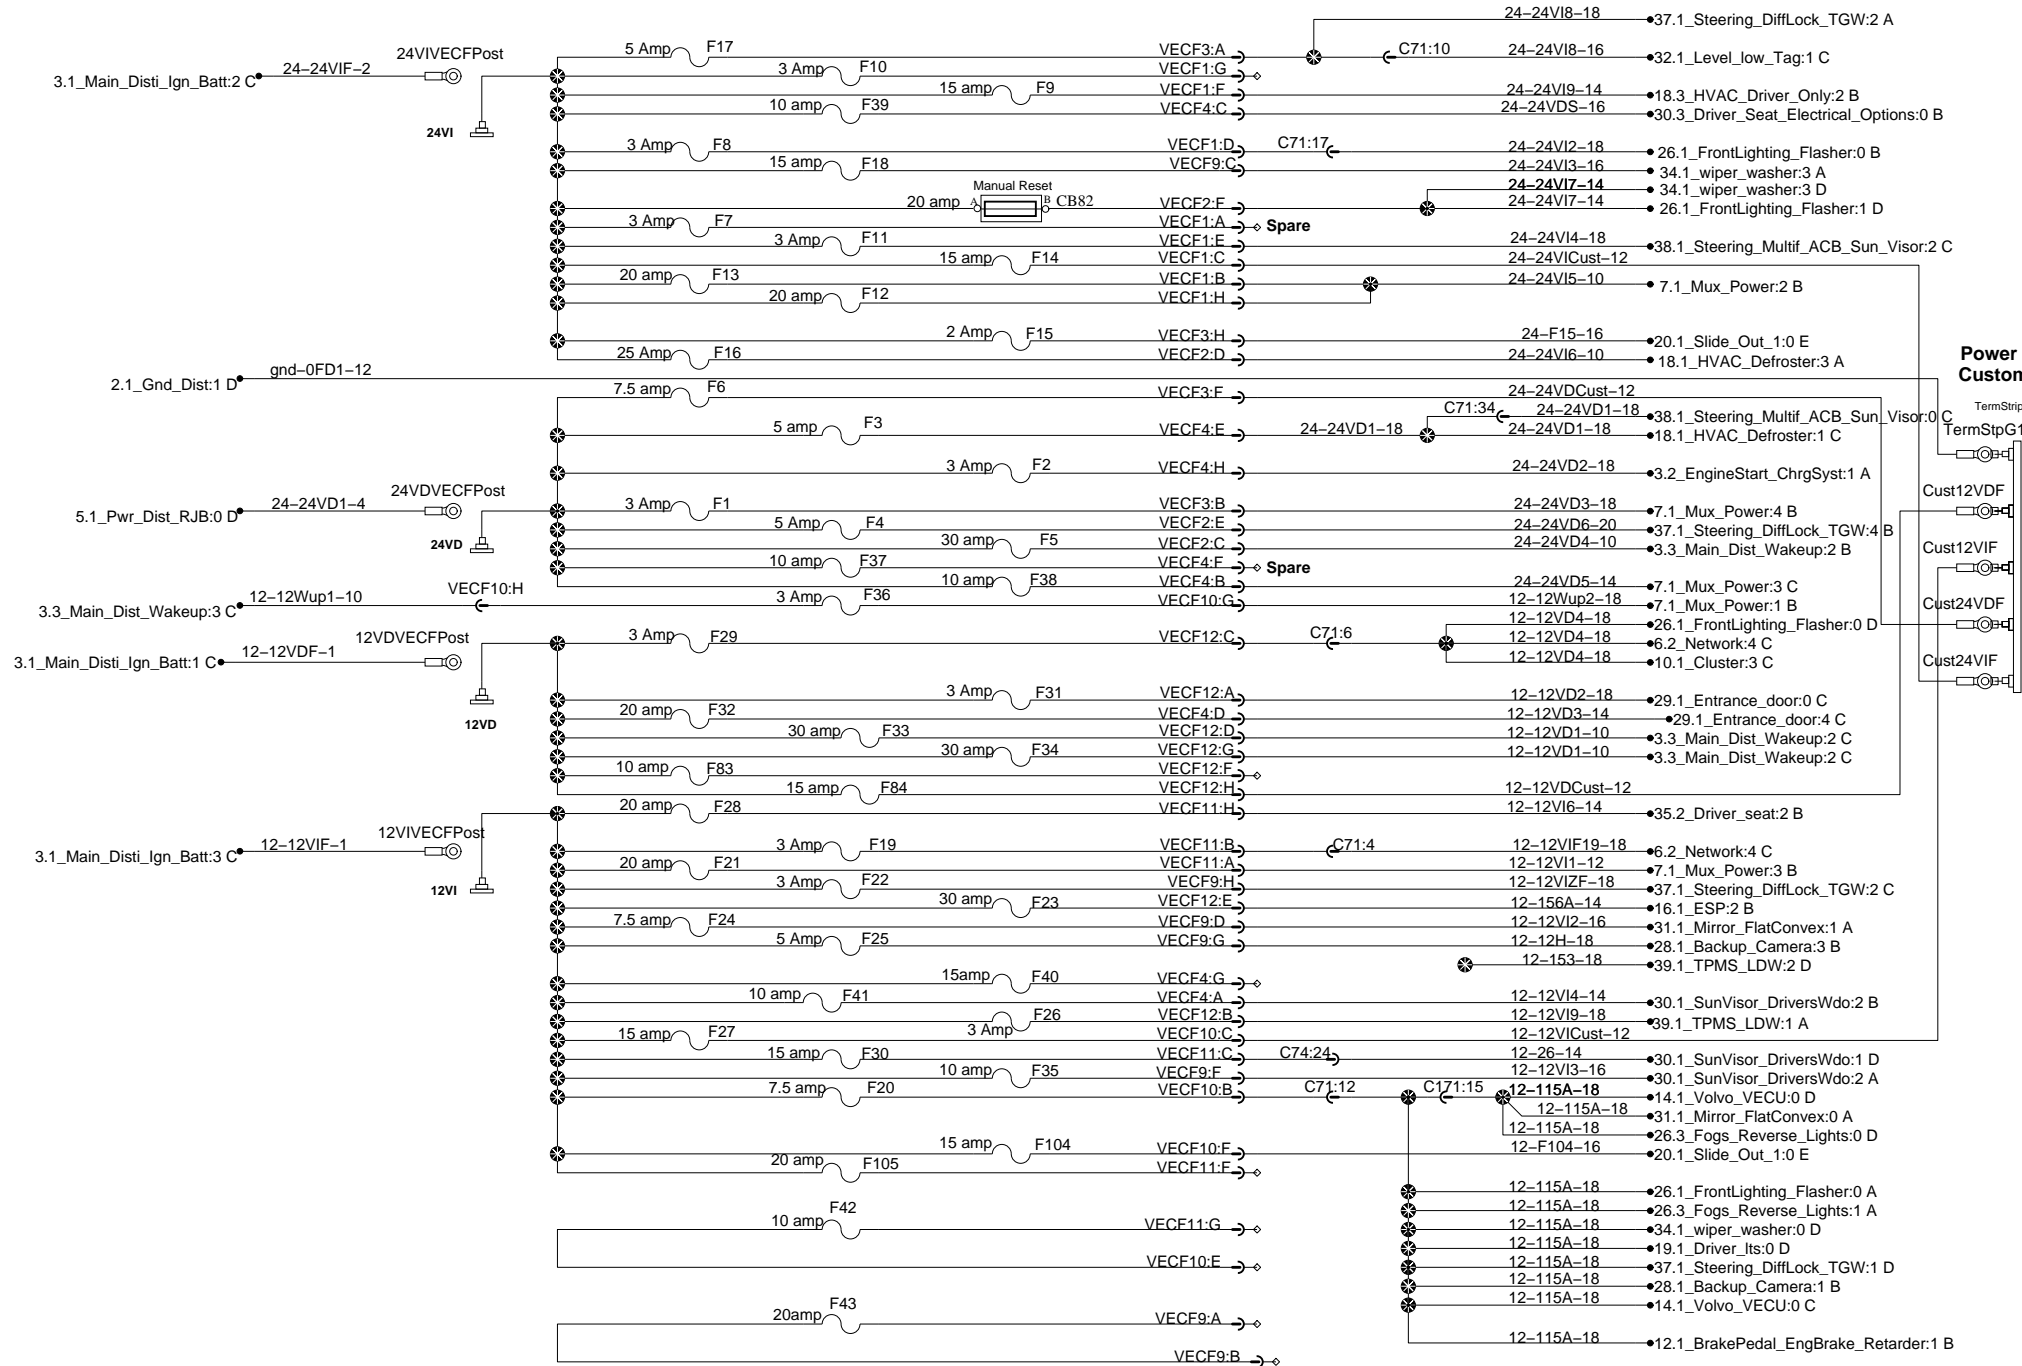 24-24VI8-18 37.1_Steering_DiffLock_TGW:2 A
24VIVECFPost 5 Amp F17 VECF3:A C71:10 24-24VI8-16 32.1_Level_low_Tag:1 C
3.1_Main_Disti_Ign_Batt:2 C 24-24VIF-2 3 Amp F10 VECF1:G
15 amp F9 VECF1:F 24-24VI9-14 18.3_HVAC_Driver_Only:2 B
24VI 10 amp F39 VECF4:C 24-24VDS-16 30.3_Driver_Seat_Electrical_Options:0 B
3 Amp F8 VECF1:D C71:17 24-24VI2-18 26.1_FrontLighting_Flasher:0 B
15 amp F18 VECF9:C 24-24VI3-16 34.1_wiper_washer:3 A
Manual Reset 24-24VI7-14 34.1_wiper_washer:3 D
20 amp A B CB82 VECF2:F 24-24VI7-14 26.1_FrontLighting_Flasher:1 D
3 Amp F7 VECF1:A Spare
3 Amp F11 VECF1:E 24-24VI4-18 38.1_Steering_Multif_ACB_Sun_Visor:2 C
15 amp F14 VECF1:C 24-24VICust-12
20 amp F13 VECF1:B 24-24VI5-10 7.1_Mux_Power:2 B
20 amp F12 VECF1:H
2 Amp F15 VECF3:H 24-F15-16 20.1_Slide_Out_1:0 E
25 Amp F16 VECF2:D 24-24VI6-10 18.1_HVAC_Defroster:3 A
Power
Custom
2.1_Gnd_Dist:1 D gnd-0FD1-12
7.5 amp F6 VECF3:F 24-24VDCust-12
C71:34 24-24VD1-18 38.1_Steering_Multif_ACB_Sun_Visor:0 C TermStrip
5 amp F3 VECF4:E 24-24VD1-18 24-24VD1-18 18.1_HVAC_Defroster:1 C TermStpG1
3 Amp F2 VECF4:H 24-24VD2-18 3.2_EngineStart_ChrgSyst:1 A
24VDVECFPost Cust12VDF
5.1_Pwr_Dist_RJB:0 D 24-24VD1-4 3 Amp F1 VECF3:B 24-24VD3-18 7.1_Mux_Power:4 B
5 Amp F4 VECF2:E 24-24VD6-20 37.1_Steering_DiffLock_TGW:4 B
24VD 30 amp F5 VECF2:C 24-24VD4-10 3.3_Main_Dist_Wakeup:2 B Cust12VIF
10 amp F37 VECF4:F Spare
10 amp F38 VECF4:B 24-24VD5-14 7.1_Mux_Power:3 C
3.3_Main_Dist_Wakeup:3 C 12-12Wup1-10 VECF10:H 3 Amp F36 VECF10:G 12-12Wup2-18 7.1_Mux_Power:1 B Cust24VDF
12-12VD4-18 26.1_FrontLighting_Flasher:0 D
12VDVECFPost 3 Amp F29 VECF12:C C71:6 12-12VD4-18 6.2_Network:4 C
3.1_Main_Disti_Ign_Batt:1 C 12-12VDF-1 12-12VD4-18 10.1_Cluster:3 C Cust24VIF
3 Amp F31 VECF12:A 12-12VD2-18 29.1_Entrance_door:0 C
12VD 20 amp F32 VECF4:D 12-12VD3-14 29.1_Entrance_door:4 C
30 amp F33 VECF12:D 12-12VD1-10 3.3_Main_Dist_Wakeup:2 C
30 amp F34 VECF12:G 12-12VD1-10 3.3_Main_Dist_Wakeup:2 C
10 amp F83 VECF12:F
15 amp F84 VECF12:H 12-12VDCust-12
20 amp F28 VECF11:H 12-12VI6-14 35.2_Driver_seat:2 B
12VIVECFPost
3.1_Main_Disti_Ign_Batt:3 C 12-12VIF-1 3 Amp F19 VECF11:B C71:4 12-12VIF19-18 6.2_Network:4 C
20 amp F21 VECF11:A 12-12VI1-12 7.1_Mux_Power:3 B
12VI 3 Amp F22 VECF9:H 12-12VIZF-18 37.1_Steering_DiffLock_TGW:2 C
30 amp F23 VECF12:E 12-156A-14 16.1_ESP:2 B
7.5 amp F24 VECF9:D 12-12VI2-16 31.1_Mirror_FlatConvex:1 A
5 Amp F25 VECF9:G 12-12H-18 28.1_Backup_Camera:3 B
12-153-18 39.1_TPMS_LDW:2 D
15amp F40 VECF4:G
10 amp F41 VECF4:A 12-12VI4-14 30.1_SunVisor_DriversWdo:2 B
3 Amp F26 VECF12:B 12-12VI9-18 39.1_TPMS_LDW:1 A
15 amp F27 VECF10:C 12-12VICust-12
15 amp F30 VECF11:C C74:24 12-26-14 30.1_SunVisor_DriversWdo:1 D
10 amp F35 VECF9:F 12-12VI3-16 30.1_SunVisor_DriversWdo:2 A
7.5 amp F20 VECF10:B C71:12 C171:15 12-115A-18 14.1_Volvo_VECU:0 D
12-115A-18 31.1_Mirror_FlatConvex:0 A
12-115A-18 26.3_Fogs_Reverse_Lights:0 D
15 amp F104 VECF10:F 12-F104-16 20.1_Slide_Out_1:0 E
20 amp F105 VECF11:F
12-115A-18 26.1_FrontLighting_Flasher:0 A
12-115A-18 26.3_Fogs_Reverse_Lights:1 A
10 amp F42 VECF11:G 12-115A-18 34.1_wiper_washer:0 D
12-115A-18 19.1_Driver_lts:0 D
VECF10:E 12-115A-18 37.1_Steering_DiffLock_TGW:1 D
12-115A-18 28.1_Backup_Camera:1 B
12-115A-18 14.1_Volvo_VECU:0 C
20amp F43 VECF9:A
12-115A-18 12.1_BrakePedal_EngBrake_Retarder:1 B
VECF9:B